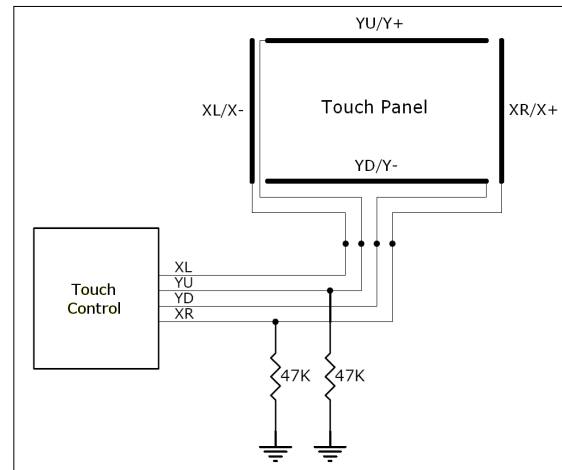 YU/Y+
XL/X-
Touch Panel
XR/X+
YD/Y-
Touch
Control
XL
YU
YD
XR
47K
47K